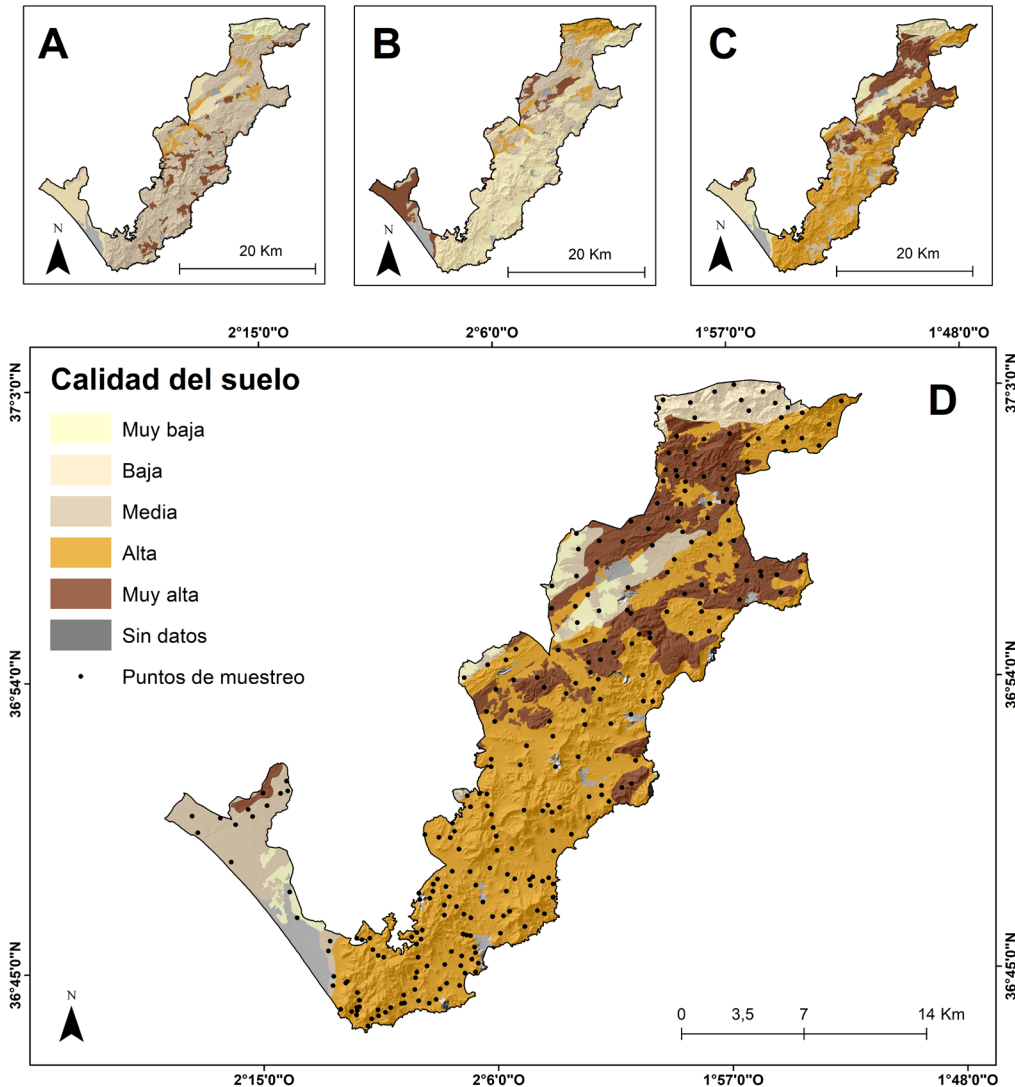 A
B
C
N
20 Km
N
20 Km
N
20 Km
2°15'0"O
2°6'0"O
1°57'0"O
1°48'0"O
Calidad del suelo
Muy baja
Baja
Media
Alta
Muy alta
Sin datos
Puntos de muestreo
D
37°3'0"N
37°3'0"N
36°54'0"N
36°54'0"N
36°45'0"N
36°45'0"N
N
0 3,5 7 14 Km
2°15'0"O
2°6'0"O
1°57'0"O
1°48'0"O